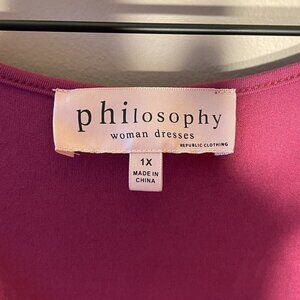 philosophy
woman dresses
REPUBLIC CLOTHING
1X
MADE IN
CHINA